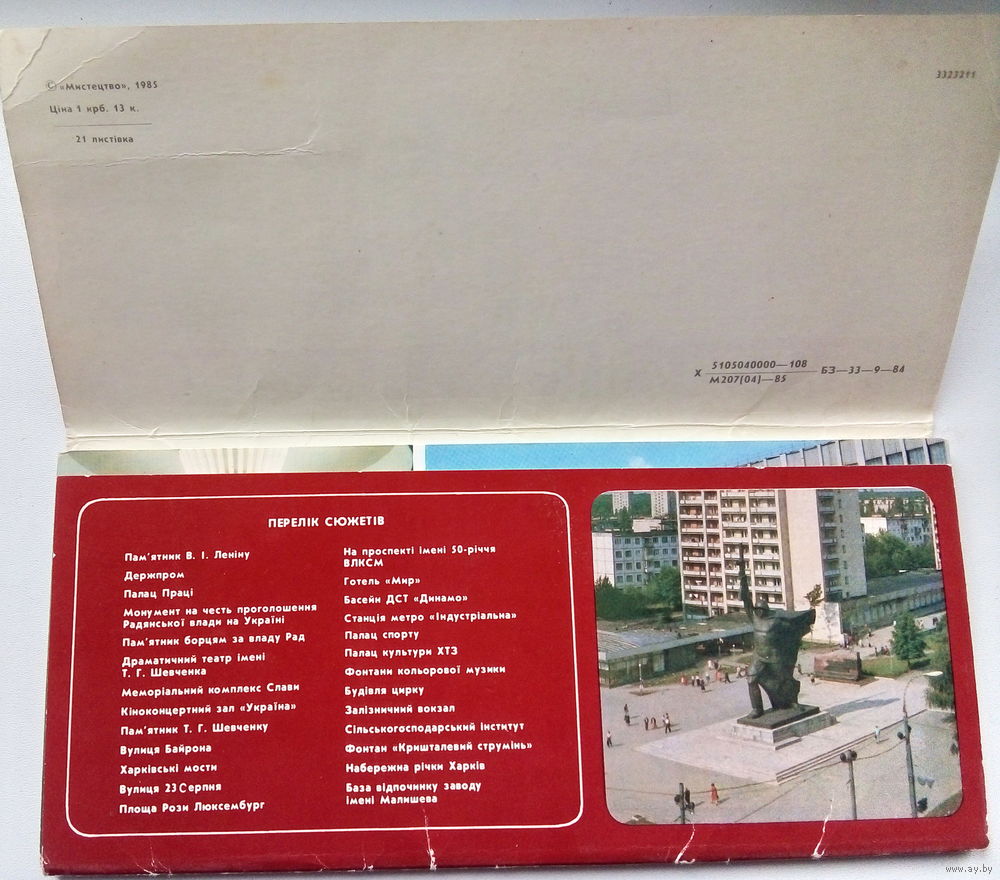 © «Мистецтво», 1985
Ціна 1 крб. 13 к.
21 листівка
3323211
X 5105040000—108 БЗ—33—9—84
М207(04)—85
ПЕРЕЛІК СЮЖЕТІВ
Пам'ятник В. І. Леніну
Держпром
Палац Праці
Монумент на честь проголошення
Радянської влади на Україні
Пам'ятник борцям за владу Рад
Драматичний театр імені
Т. Г. Шевченка
Меморіальний комплекс Слави
Кіноконцертний зал «Україна»
Пам'ятник Т. Г. Шевченку
Вулиця Байрона
Харківські мости
Вулиця 23 Серпня
Площа Рози Люксембург
На проспекті імені 50-річчя
ВЛКСМ
Готель «Мир»
Басейн ДСТ «Динамо»
Станція метро «Індустріальна»
Палац спорту
Палац культури ХТЗ
Фонтани кольорової музики
Будівля цирку
Залізничний вокзал
Сільськогосподарський інститут
Фонтан «Кришталевий струмінь»
Набережна річки Харків
База відпочинку заводу
імені Малишева
www.ay.by